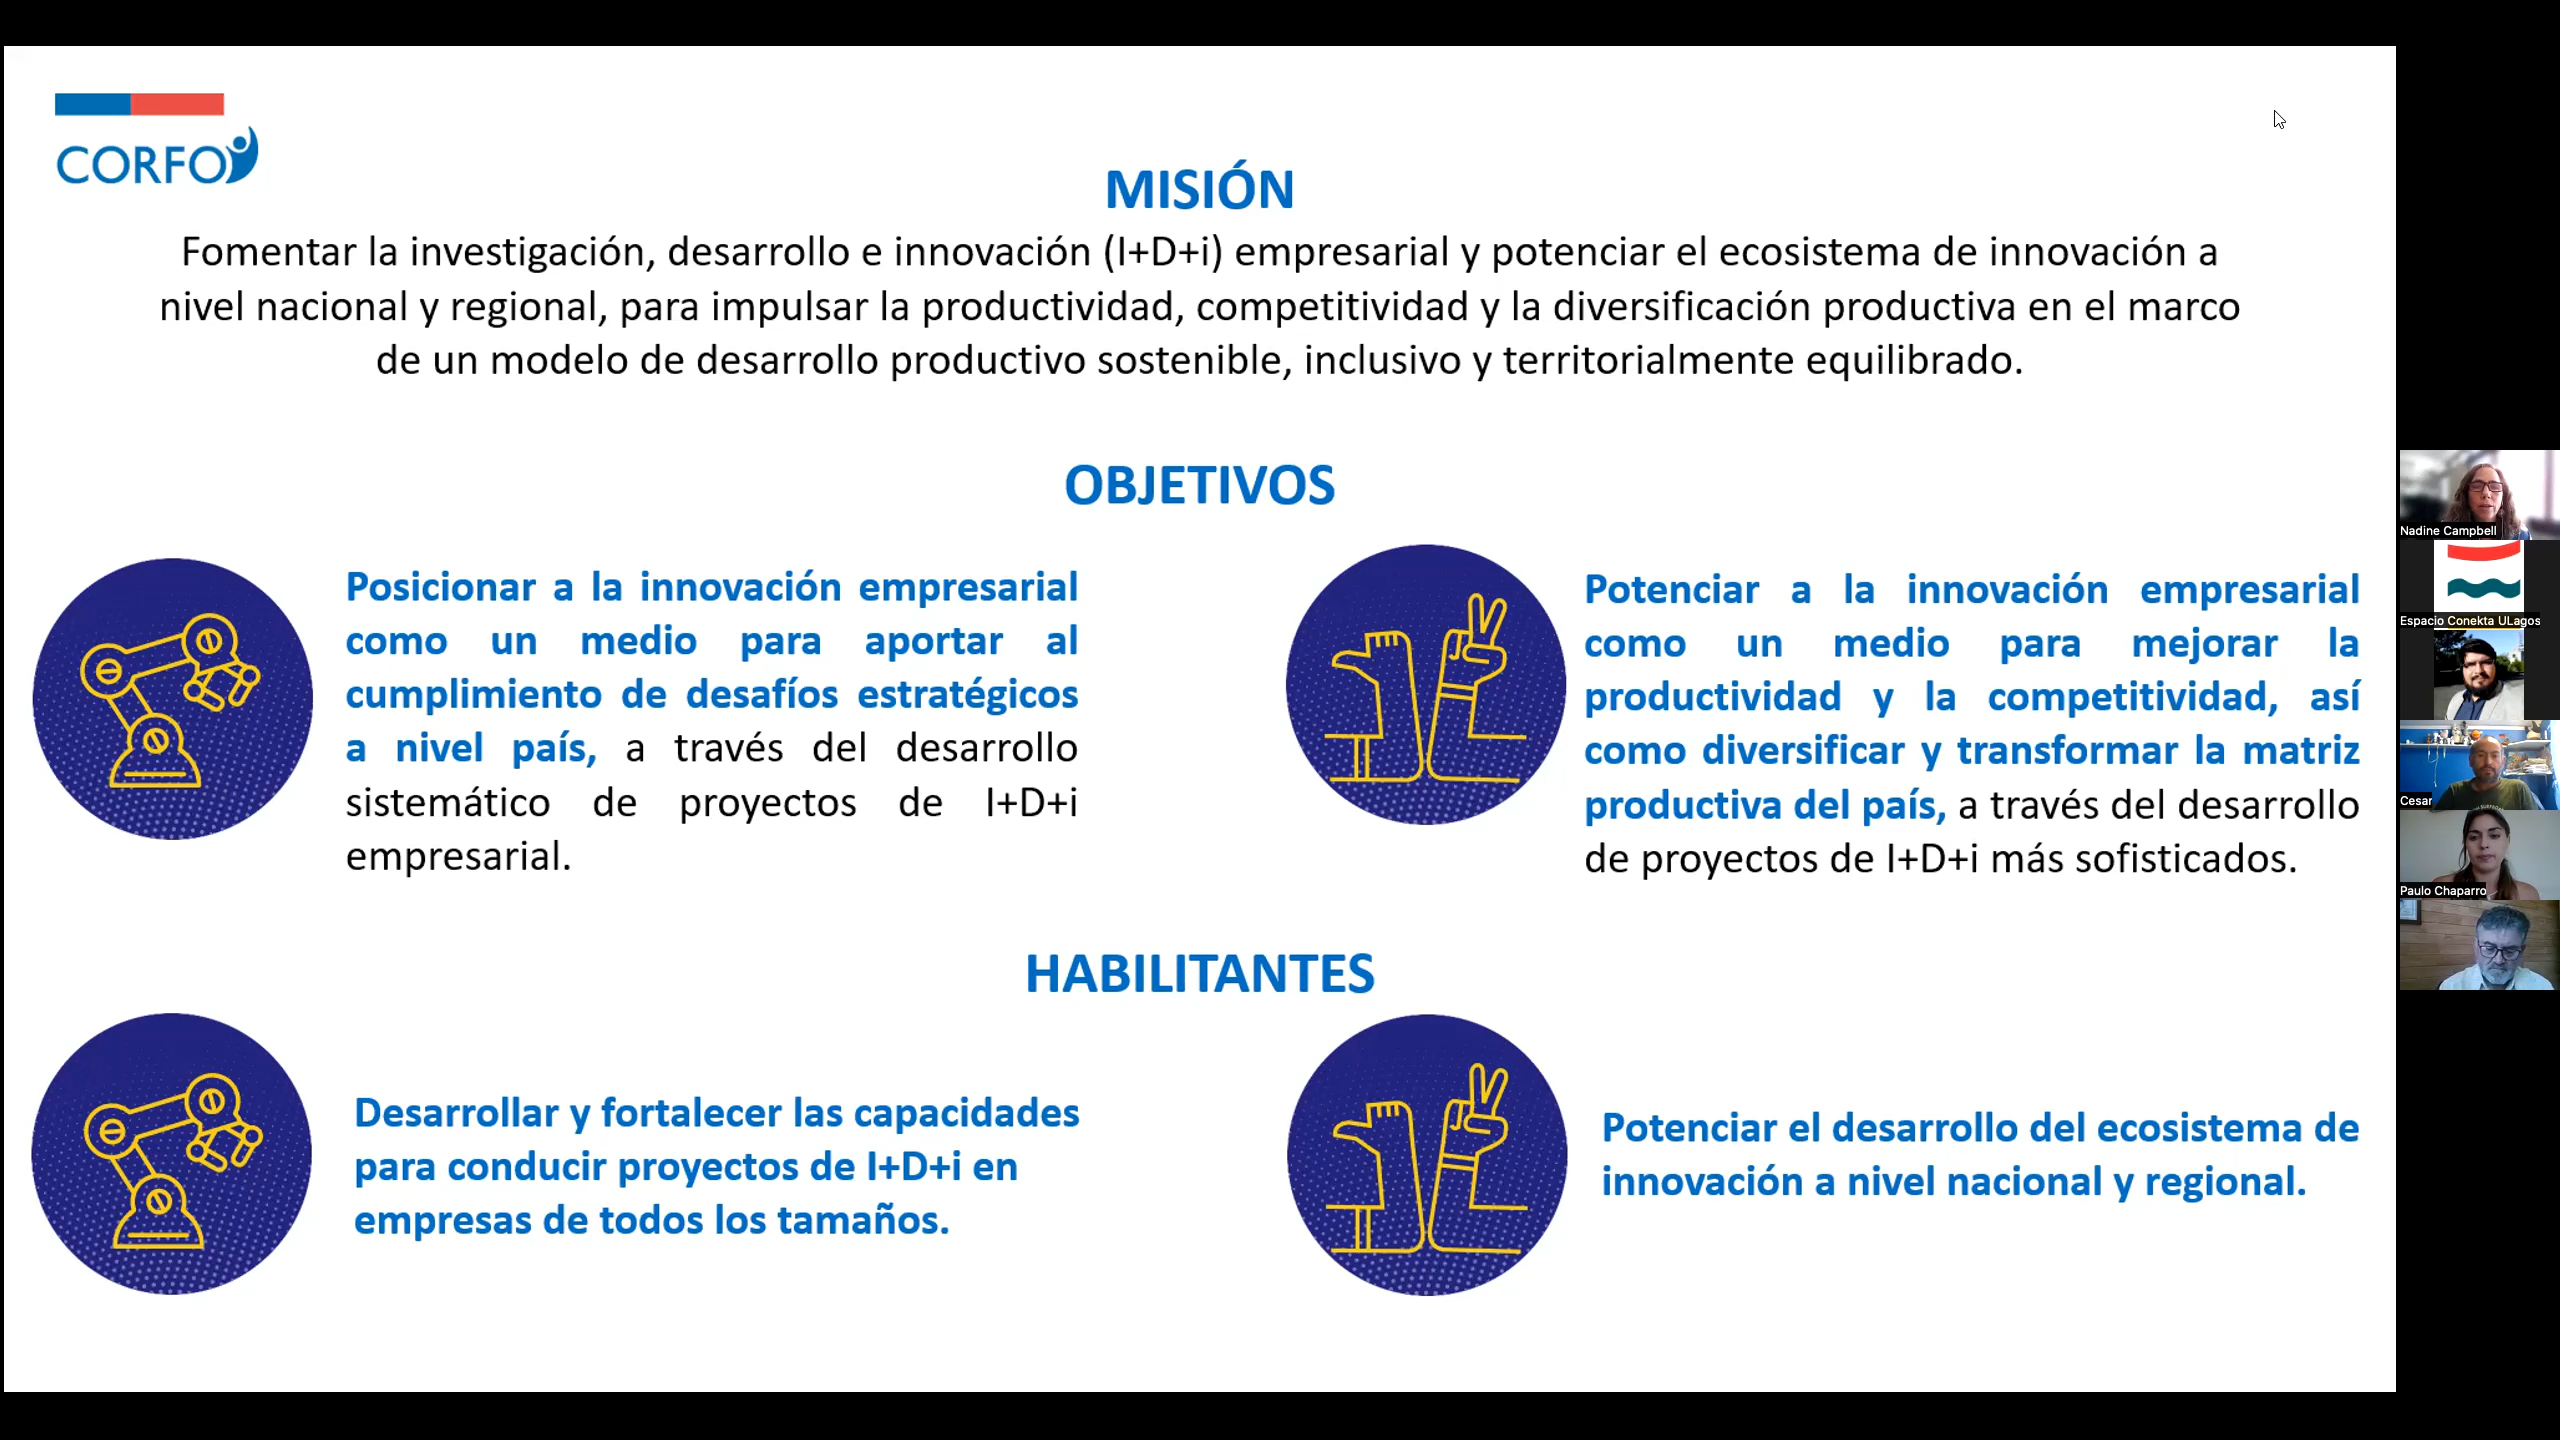 CORFO
MISIÓN
Fomentar la investigación, desarrollo e innovación (I+D+i) empresarial y potenciar el ecosistema de innovación a
nivel nacional y regional, para impulsar la productividad, competitividad y la diversificación productiva en el marco
de un modelo de desarrollo productivo sostenible, inclusivo y territorialmente equilibrado.
OBJETIVOS
Posicionar a la innovación empresarial
como un medio para aportar al
cumplimiento de desafíos estratégicos
a nivel país, a través del desarrollo
sistemático de proyectos de I+D+i
empresarial.
Potenciar a la innovación empresarial
como un medio para mejorar la
productividad y la competitividad, así
como diversificar y transformar la matriz
productiva del país, a través del desarrollo
de proyectos de I+D+i más sofisticados.
HABILITANTES
Desarrollar y fortalecer las capacidades
para conducir proyectos de I+D+i en
empresas de todos los tamaños.
Potenciar el desarrollo del ecosistema de
innovación a nivel nacional y regional.
Nadine Campbell
Espacio Conekta ULagos
Cesar
Paulo Chaparro